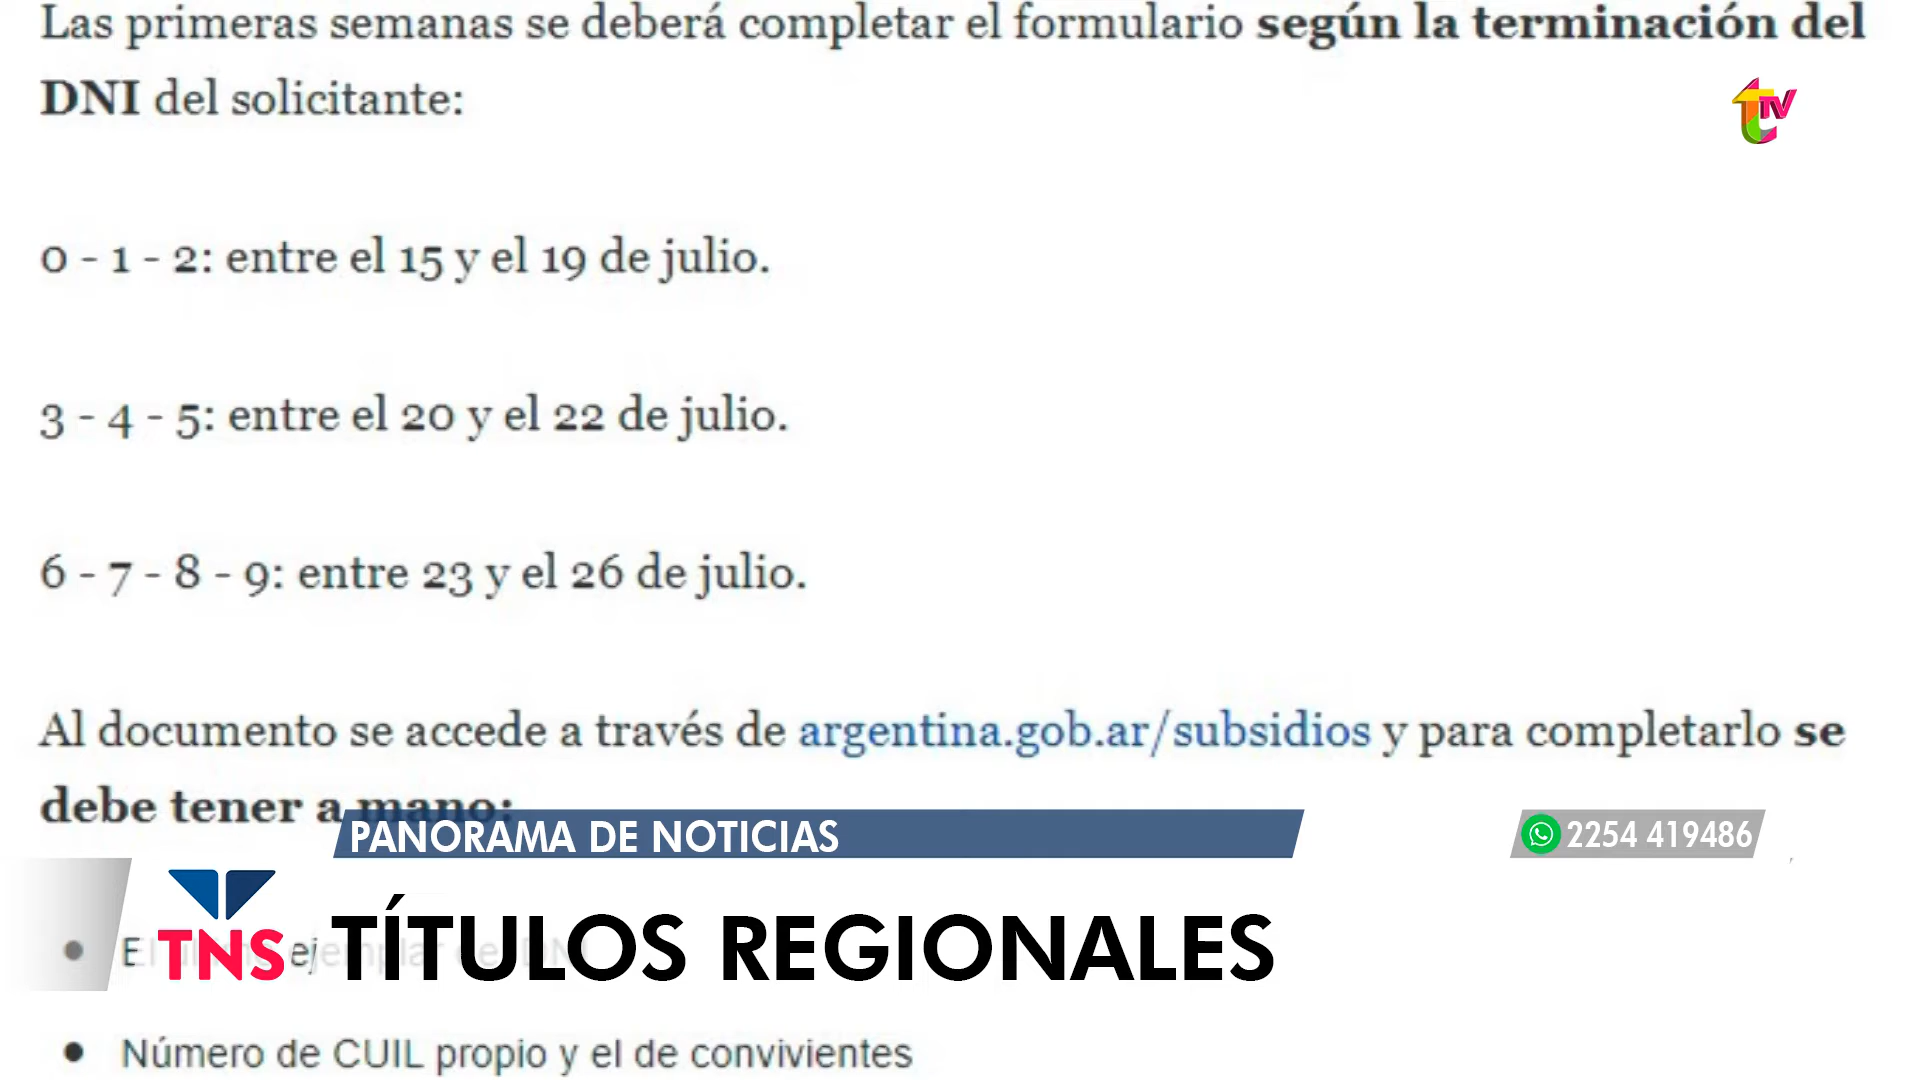 Las primeras semanas se deberá completar el formulario según la terminación del
DNI del solicitante:
TV
0 - 1 - 2: entre el 15 y el 19 de julio.
3 - 4 - 5: entre el 20 y el 22 de julio.
6 - 7 - 8 - 9: entre 23 y el 26 de julio.
Al documento se accede a través de argentina.gob.ar/subsidios y para completarlo se
debe tener a mano:
PANORAMA DE NOTICIAS
2254 419486
TNS
TÍTULOS REGIONALES
ejemplar
• Número de CUIL propio y el de convivientes